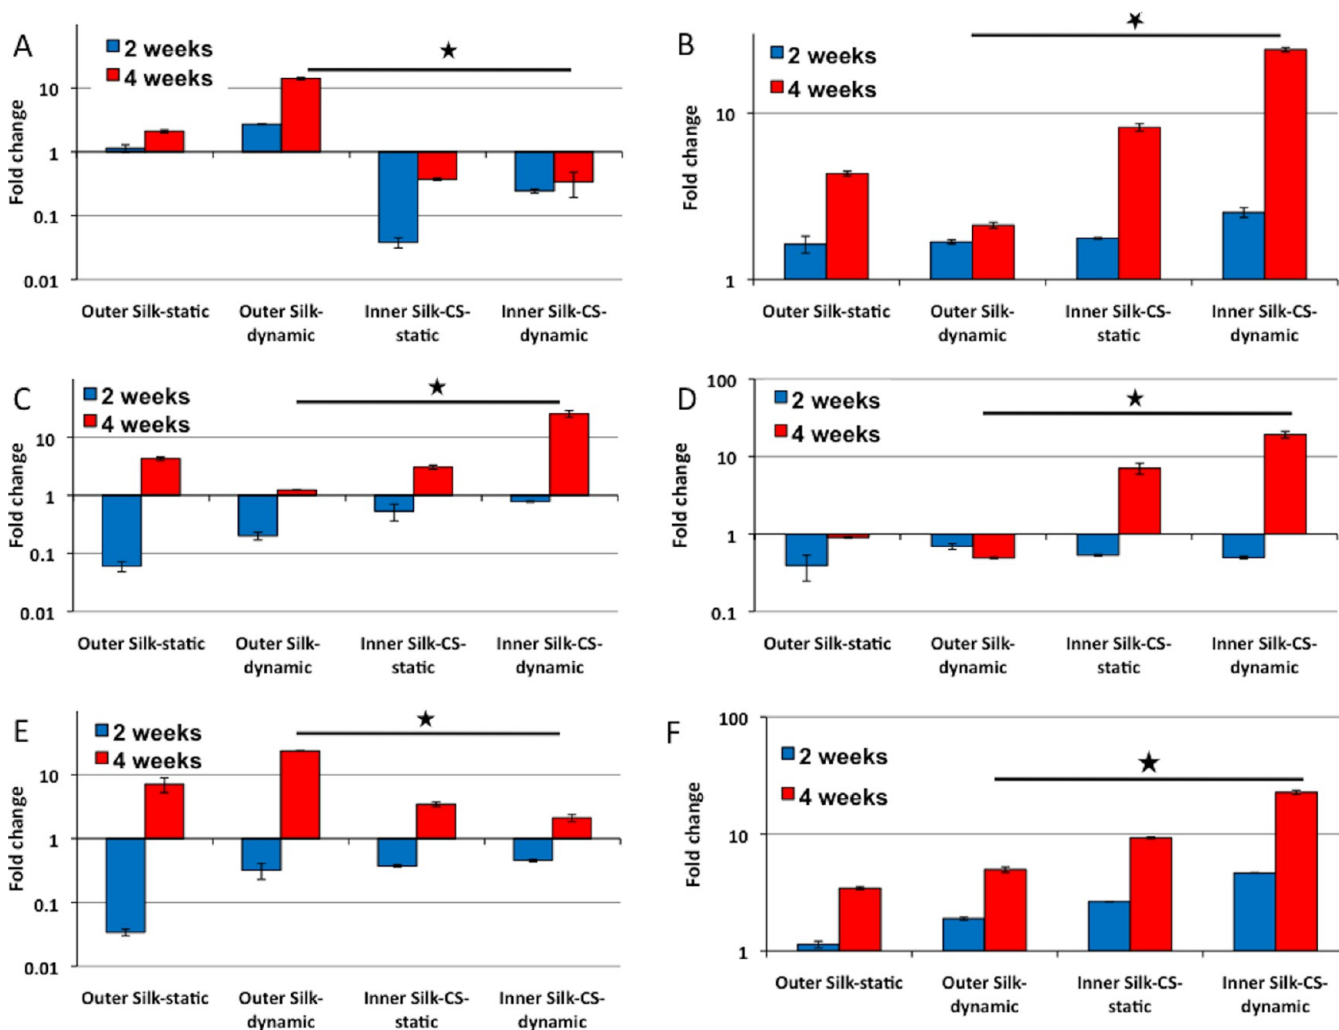 A
2 weeks
4 weeks
Fold change
10
1
0.1
0.01
Outer Silk-static
Outer Silk-
dynamic
Inner Silk-CS-
static
Inner Silk-CS-
dynamic
B
2 weeks
4 weeks
Fold change
10
1
Outer Silk-static
Outer Silk-
dynamic
Inner Silk-CS-
static
Inner Silk-CS-
dynamic
C
2 weeks
4 weeks
Fold change
10
1
0.1
0.01
Outer Silk-static
Outer Silk-
dynamic
Inner Silk-CS-
static
Inner Silk-CS-
dynamic
D
2 weeks
4 weeks
Fold change
100
10
1
0.1
Outer Silk-static
Outer Silk-
dynamic
Inner Silk-CS-
static
Inner Silk-CS-
dynamic
E
2 weeks
4 weeks
Fold change
10
1
0.1
0.01
Outer Silk-static
Outer Silk-
dynamic
Inner Silk-CS-
static
Inner Silk-CS-
dynamic
F
2 weeks
4 weeks
Fold change
100
10
1
Outer Silk-static
Outer Silk-
dynamic
Inner Silk-CS-
static
Inner Silk-CS-
dynamic